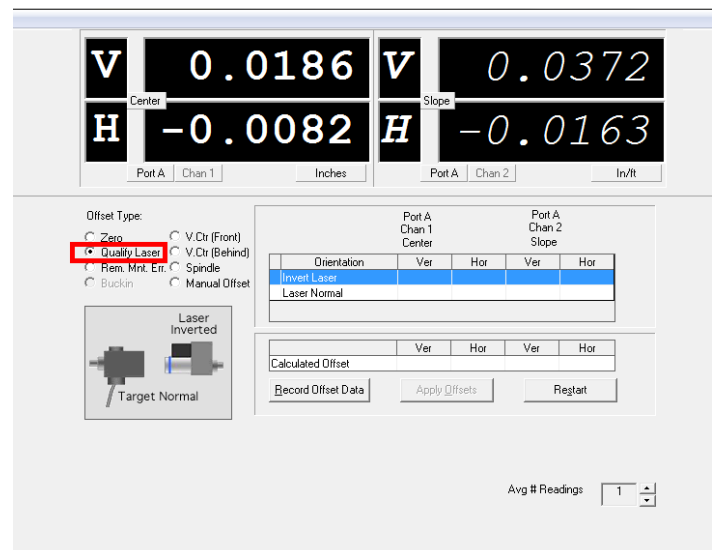 V 0.0186 V 0.0372
Center Slope
H -0.0082 H -0.0163
Port A Chan 1 Inches Port A Chan 2 In/ft
Offset Type:
Zero V.Ctr (Front)
Qualify Laser V.Ctr (Behind)
Rem. Mnt. Err. Spindle
Buckin Manual Offset
Port A Port A
Chan 1 Chan 2
Center Slope
Orientation Ver Hor Ver Hor
Invert Laser
Laser Normal
Laser
Inverted
Target Normal
Ver Hor Ver Hor
Calculated Offset
Record Offset Data Apply Offsets Restart
Avg # Readings 1